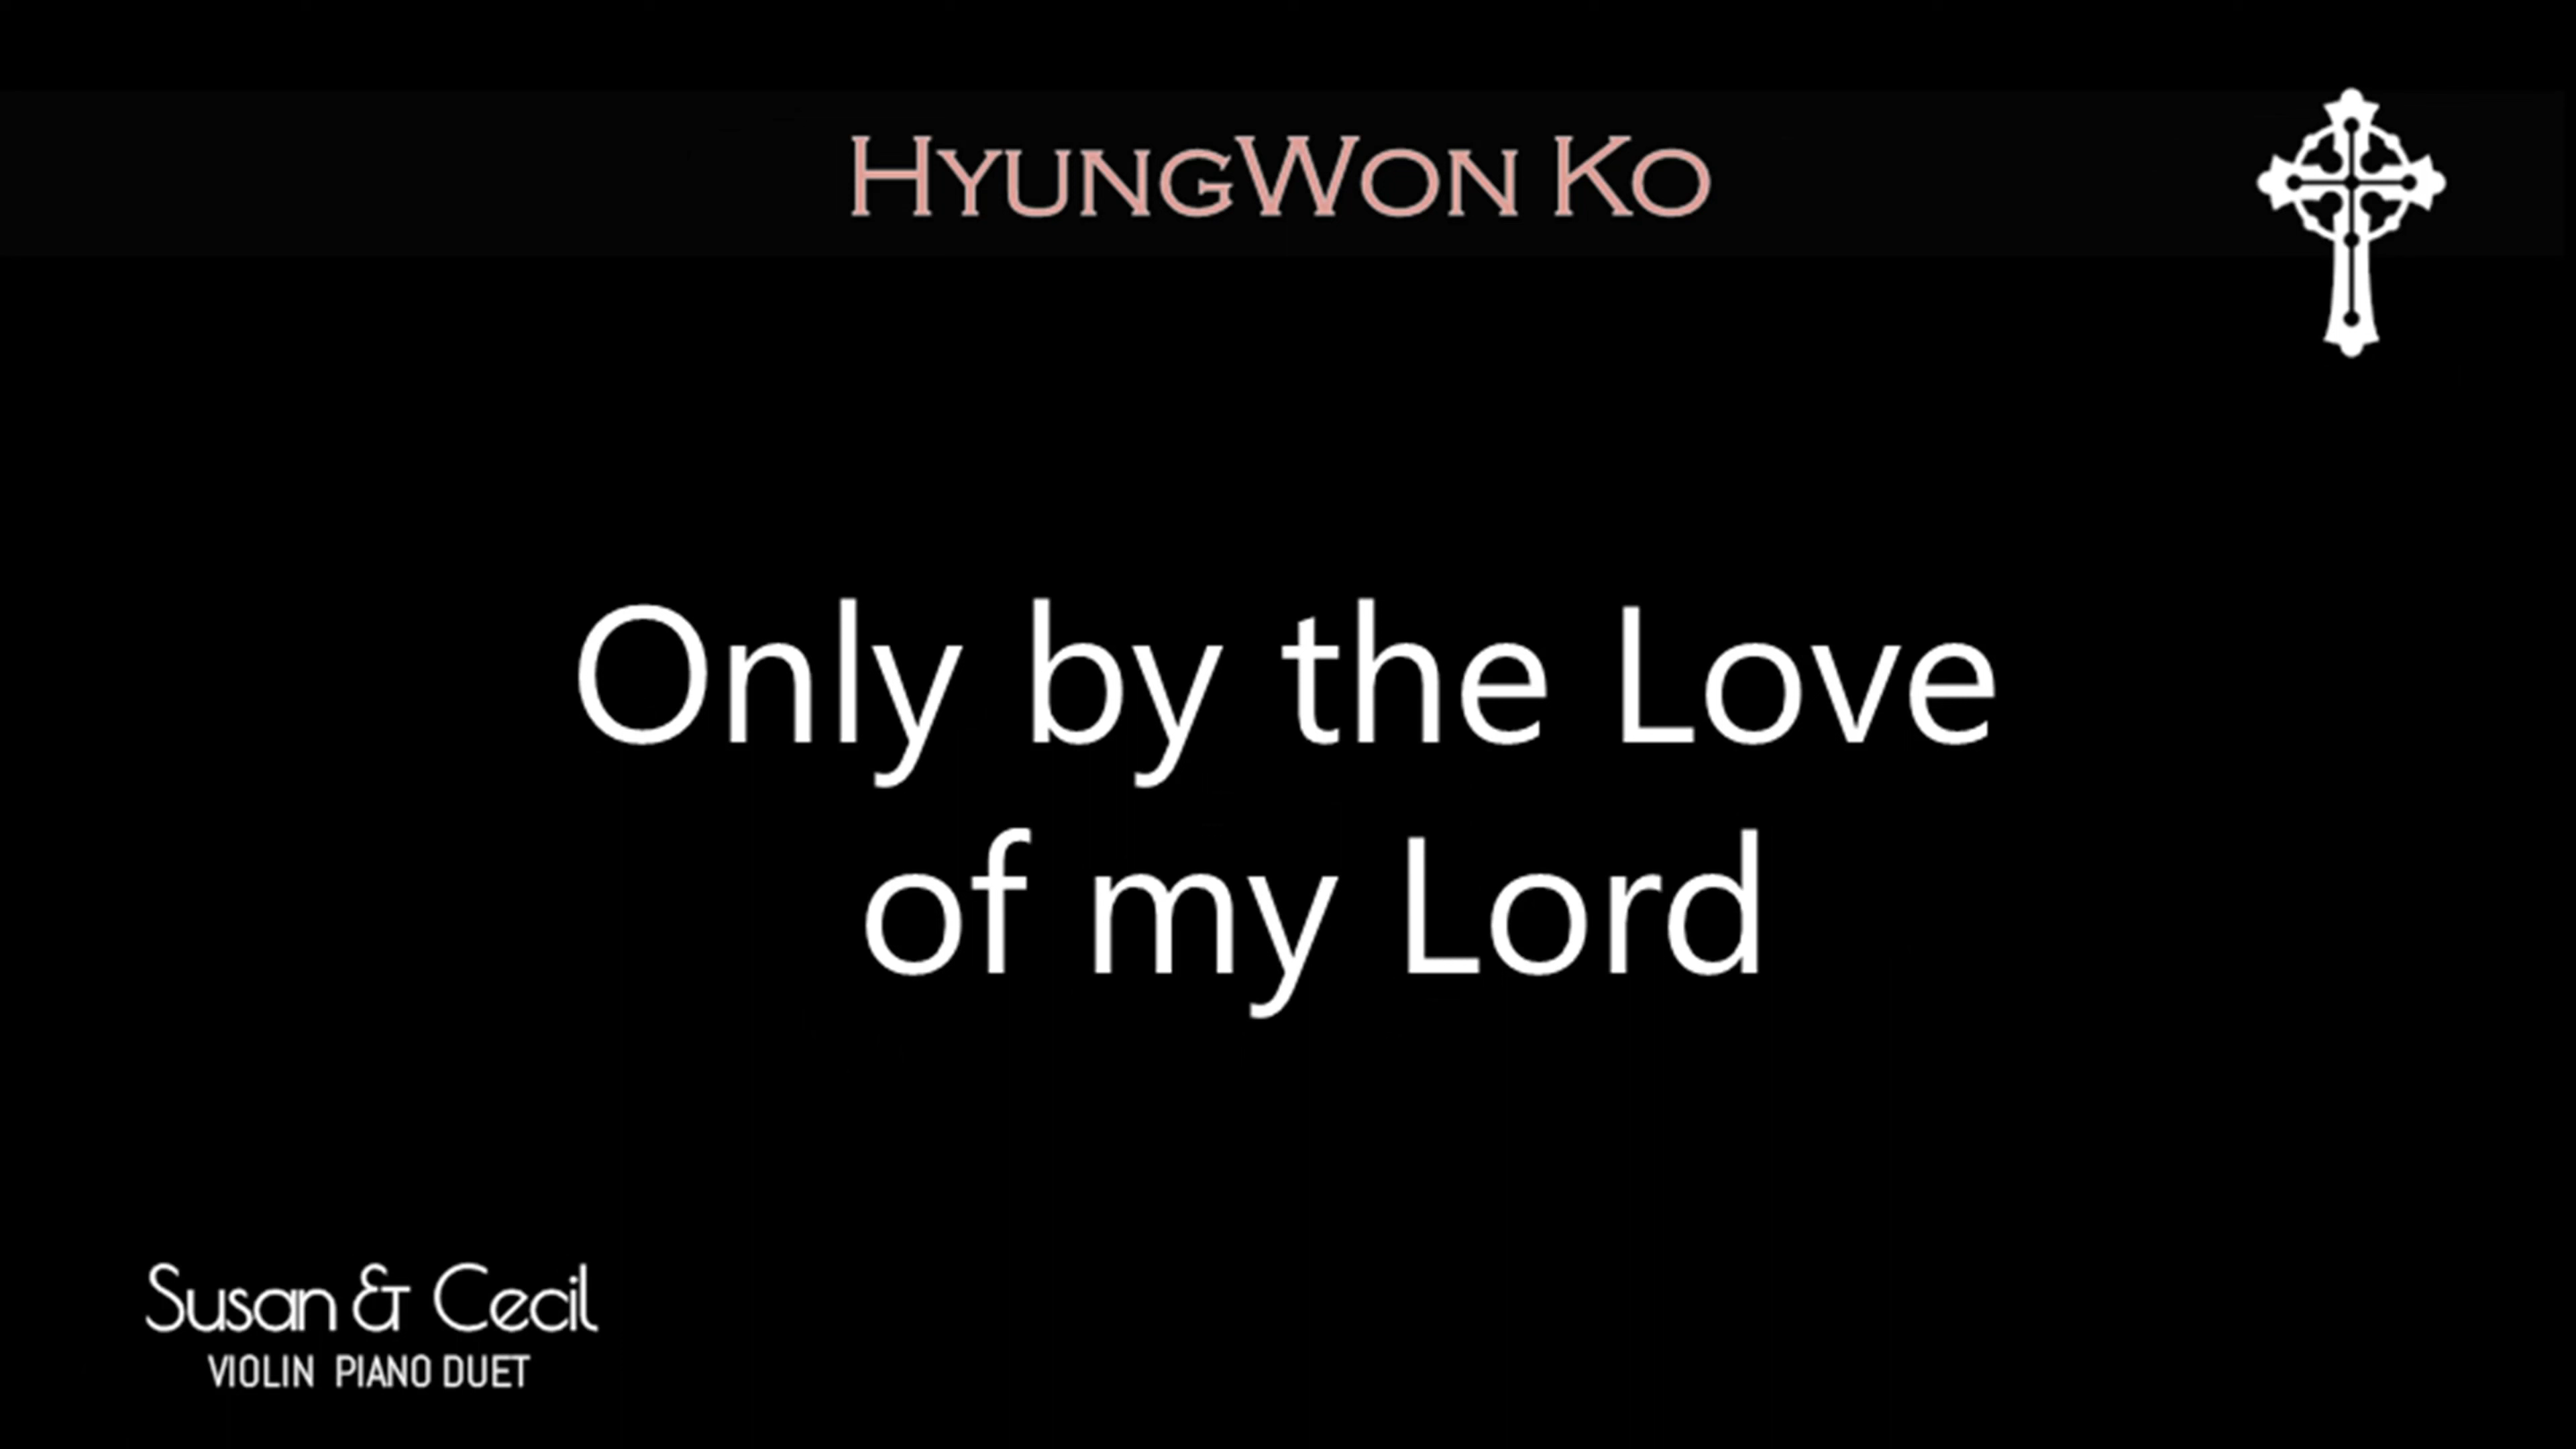 HyungWon Ko
Only by the Love
of my Lord
Susan & Cecil
VIOLIN PIANO DUET